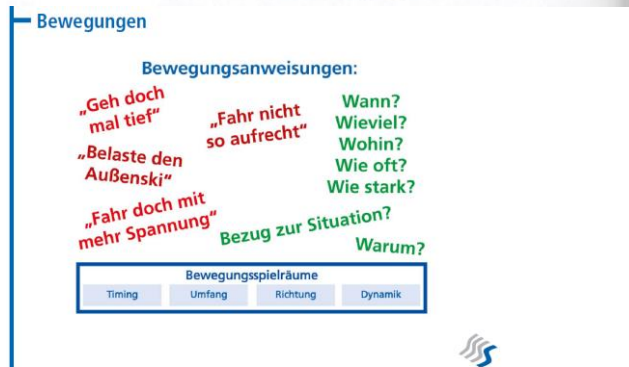 Bewegungen
Bewegungsanweisungen:
„Geh doch
mal tief“
„Fahr nicht
so aufrecht“
„Belaste den
Außenski“
„Fahr doch mit
mehr Spannung“
Wann?
Wieviel?
Wohin?
Wie oft?
Wie stark?
Bezug zur Situation?
Warum?
Bewegungsspielräume
Timing Umfang Richtung Dynamik